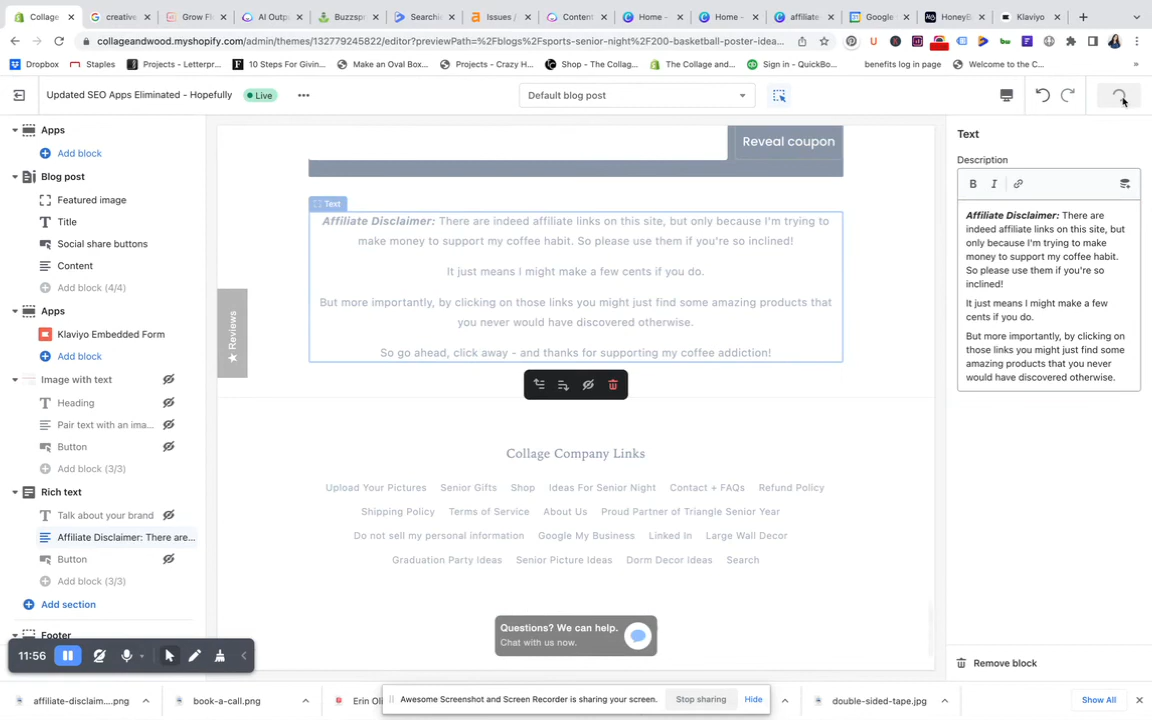 Collage
creative
Grow Fl
AI Outp
Buzzsp
Searchi
Issues /
Content
Home -
Home -
affiliate
Google
HoneyB
Klaviyo
collageandwood.myshopify.com/admin/themes/132779245822/editor?previewPath=%2Fblogs%2Fsports-senior-night%2F200-basketball-poster-idea...
Dropbox
Staples
Projects - Letterpr...
10 Steps For Givin...
Make an Oval Box...
Projects - Crazy H...
Shop - The Collag...
The Collage and...
Sign in - QuickBo...
benefits log in page
Welcome to the C...
»
Updated SEO Apps Eliminated - Hopefully
Live
Default blog post
Apps
Add block
Blog post
Featured image
Title
Social share buttons
Content
Add block (4/4)
Apps
Klaviyo Embedded Form
Add block
Image with text
Heading
Pair text with an ima...
Button
Add block (3/3)
Rich text
Talk about your brand
Affiliate Disclaimer: There are...
Button
Add block (3/3)
Add section
Footer
Reveal coupon
Text
Affiliate Disclaimer: There are indeed affiliate links on this site, but only because I'm trying to
make money to support my coffee habit. So please use them if you're so inclined!
It just means I might make a few cents if you do.
But more importantly, by clicking on those links you might just find some amazing products that
you never would have discovered otherwise.
So go ahead, click away - and thanks for supporting my coffee addiction!
★ Reviews
Collage Company Links
Upload Your Pictures Senior Gifts Shop Ideas For Senior Night Contact + FAQs Refund Policy
Shipping Policy Terms of Service About Us Proud Partner of Triangle Senior Year
Do not sell my personal information Google My Business Linked In Large Wall Decor
Graduation Party Ideas Senior Picture Ideas Dorm Decor Ideas Search
Questions? We can help.
Chat with us now.
Text
Description
B I
Affiliate Disclaimer: There are
indeed affiliate links on this site, but
only because I'm trying to make
money to support my coffee habit.
So please use them if you're so
inclined!
It just means I might make a few
cents if you do.
But more importantly, by clicking on
those links you might just find some
amazing products that you never
would have discovered otherwise.
Remove block
11:56
affiliate-disclaim....png
book-a-call.png
Erin Oli
Awesome Screenshot and Screen Recorder is sharing your screen.
Stop sharing
Hide
double-sided-tape.jpg
Show All